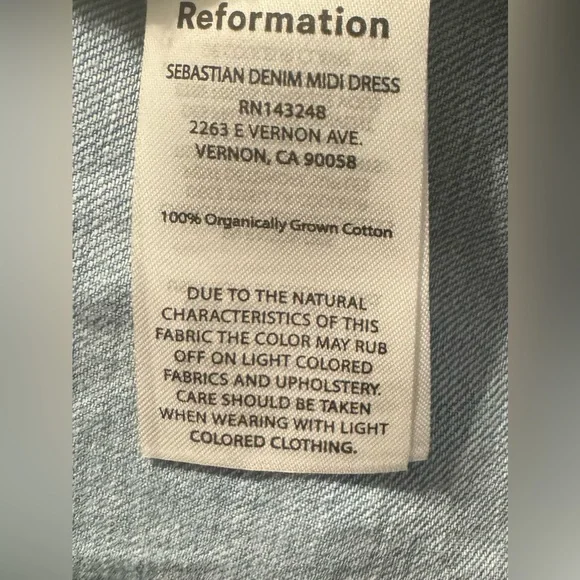 Reformation
SEBASTIAN DENIM MIDI DRESS
RN143248
2263 E VERNON AVE.
VERNON, CA 90058
100% Organically Grown Cotton
DUE TO THE NATURAL
CHARACTERISTICS OF THIS
FABRIC THE COLOR MAY RUB
OFF ON LIGHT COLORED
FABRICS AND UPHOLSTERY.
CARE SHOULD BE TAKEN
WHEN WEARING WITH LIGHT
COLORED CLOTHING.